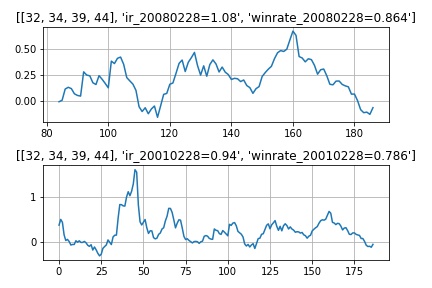 [[32, 34, 39, 44], 'ir_20080228=1.08', 'winrate_20080228=0.864']
0.50
0.25
0.00
80 100 120 140 160 180
[[32, 34, 39, 44], 'ir_20010228=0.94', 'winrate_20010228=0.786']
1
0
0 25 50 75 100 125 150 175